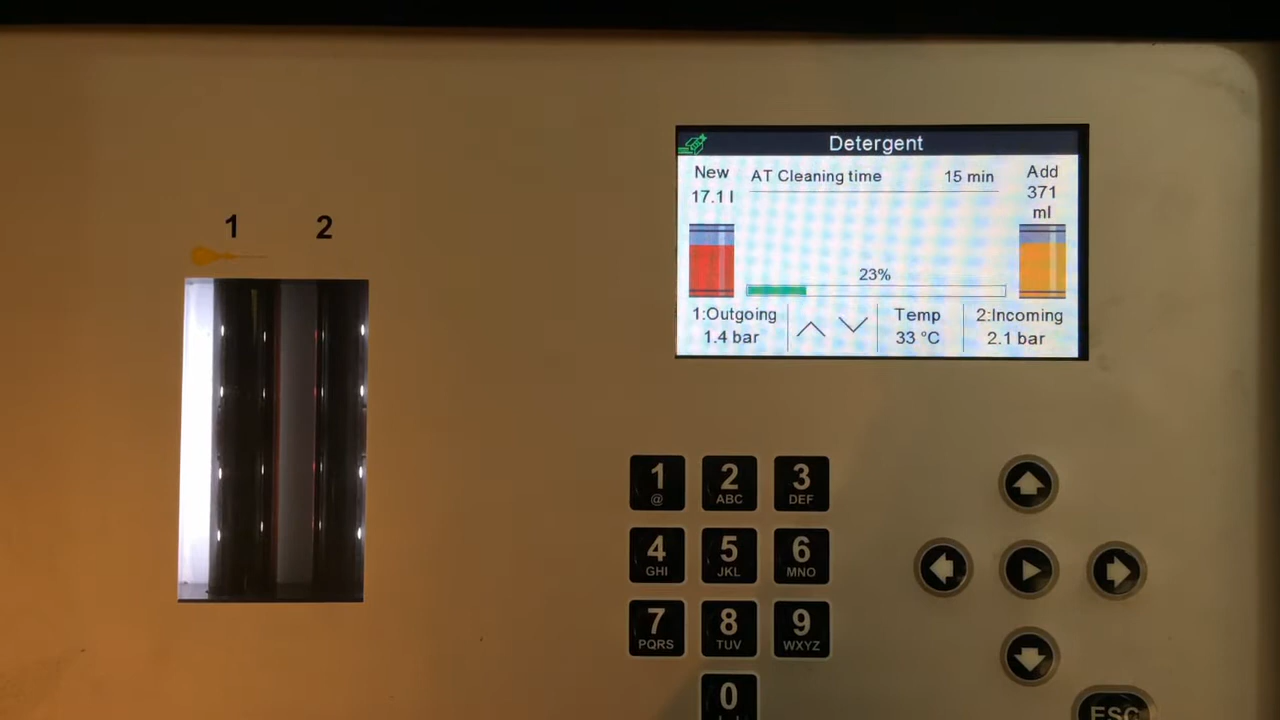 Detergent
New
17.1 l
AT Cleaning time 15 min
Add
371
ml
23%
1:Outgoing
1.4 bar
Temp
33 °C
2:Incoming
2.1 bar
1 2
1 2 3
@ ABC DEF
4 5 6
GHI JKL MNO
7 8 9
PQRS TUV WXYZ
0
ESC